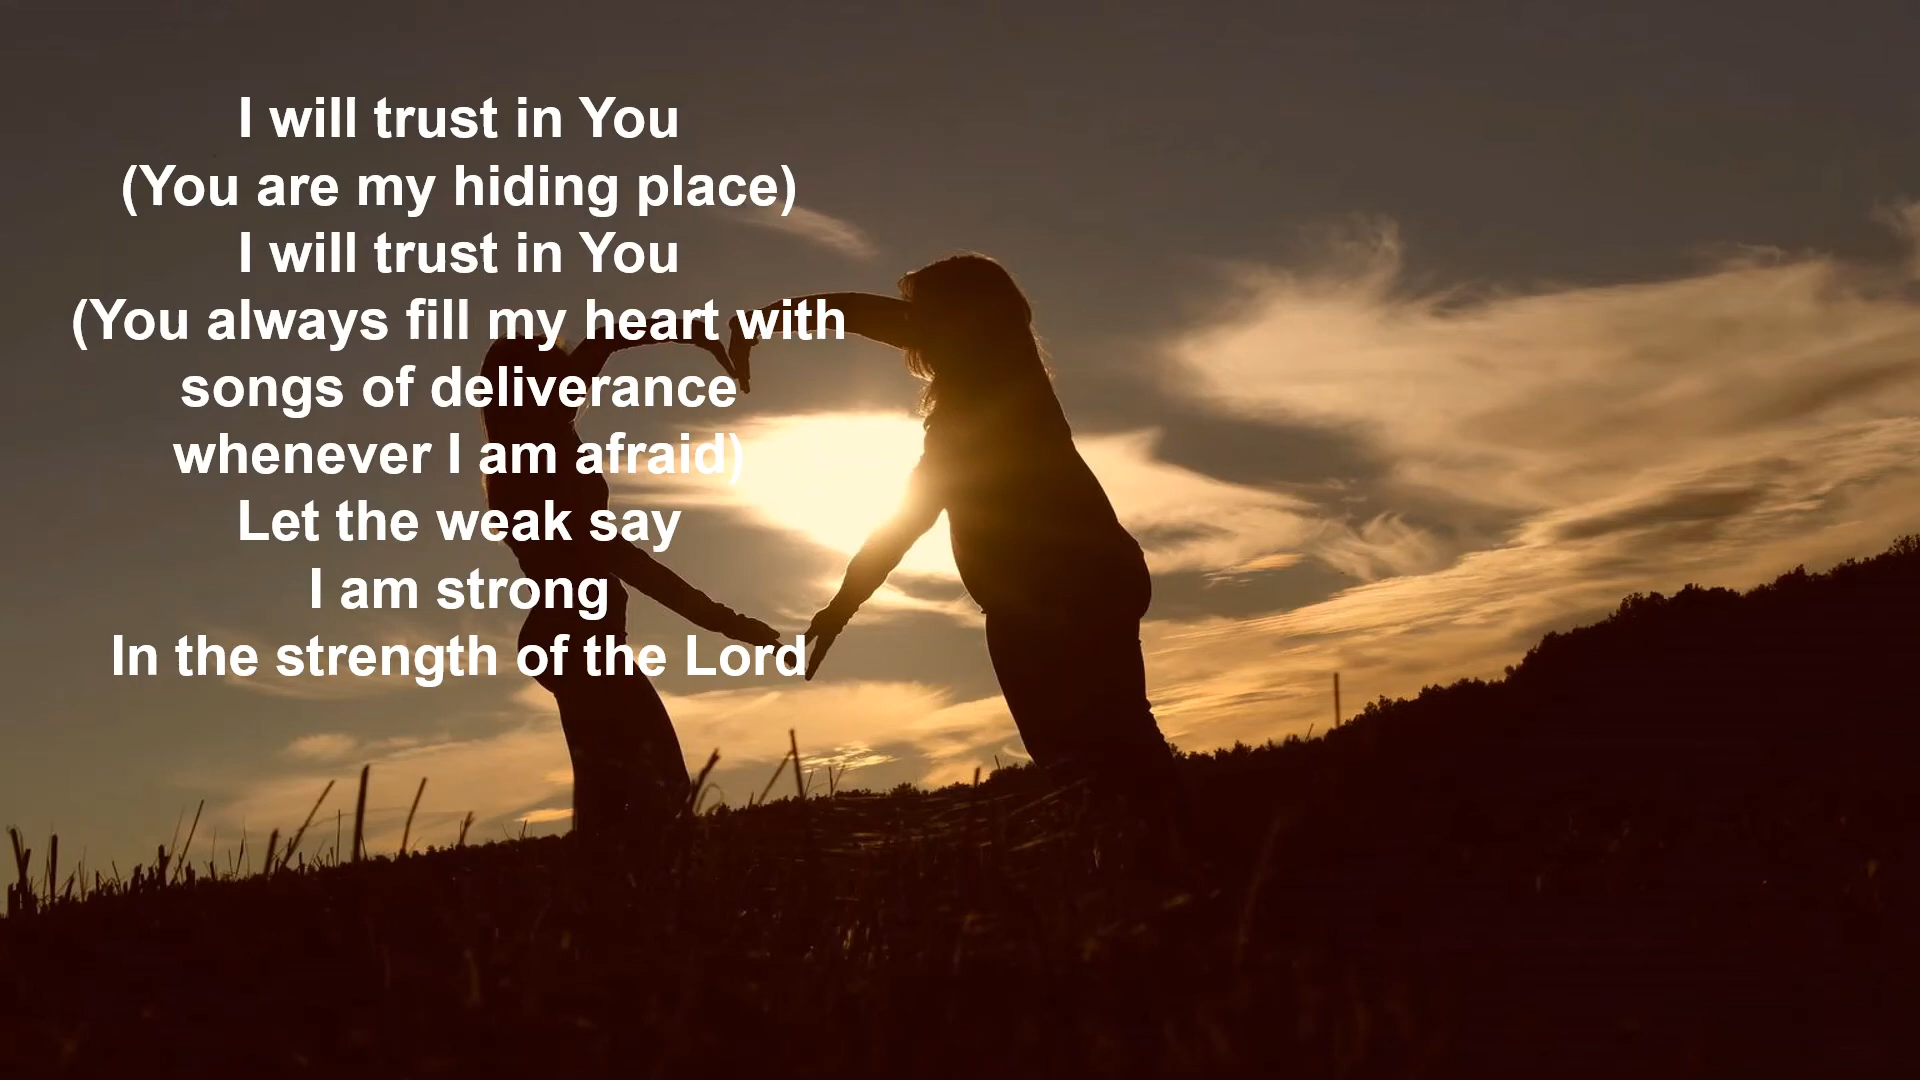 I will trust in You
(You are my hiding place)
I will trust in You
(You always fill my heart with
songs of deliverance
whenever I am afraid)
Let the weak say
I am strong
In the strength of the Lord